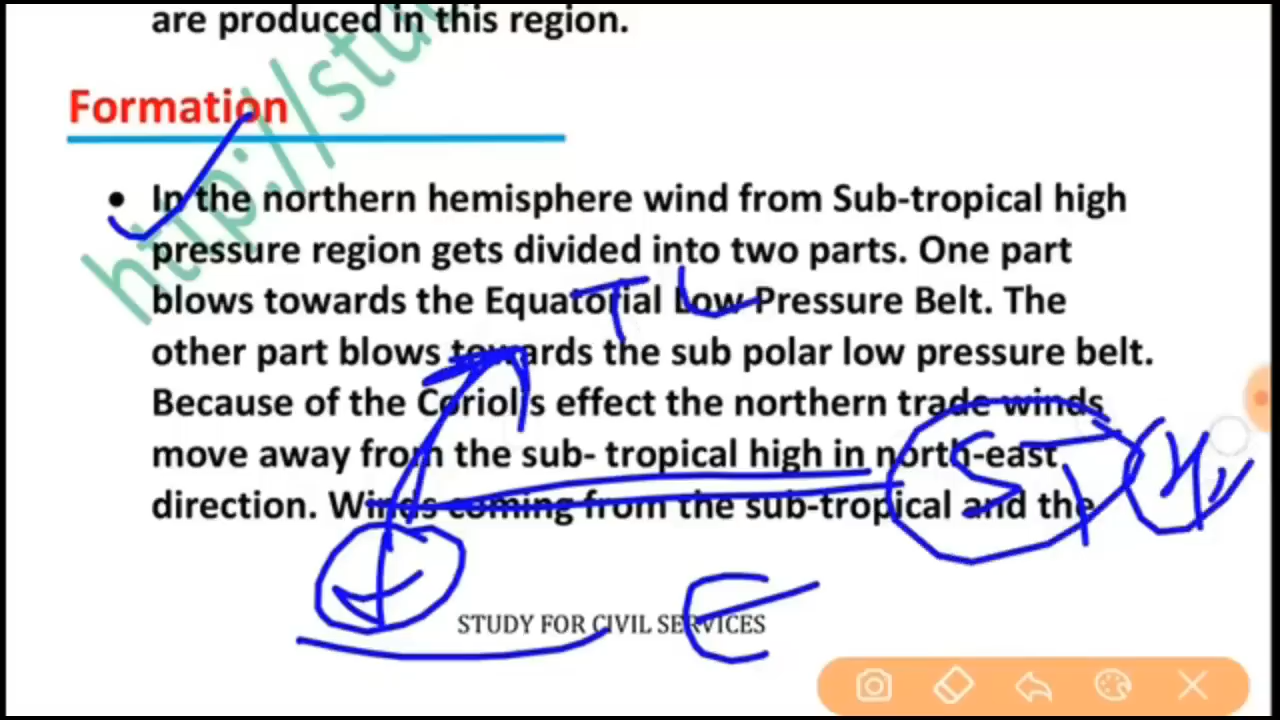 are produced in this region.
Formation
• In the northern hemisphere wind from Sub-tropical high
pressure region gets divided into two parts. One part
blows towards the Equatorial Low Pressure Belt. The
other part blows towards the sub polar low pressure belt.
Because of the Coriolis effect the northern trade winds
move away from the sub- tropical high in north-east
direction. Winds coming from the sub-tropical and the
STUDY FOR CIVIL SERVICES
http://stu
T L
S T
E